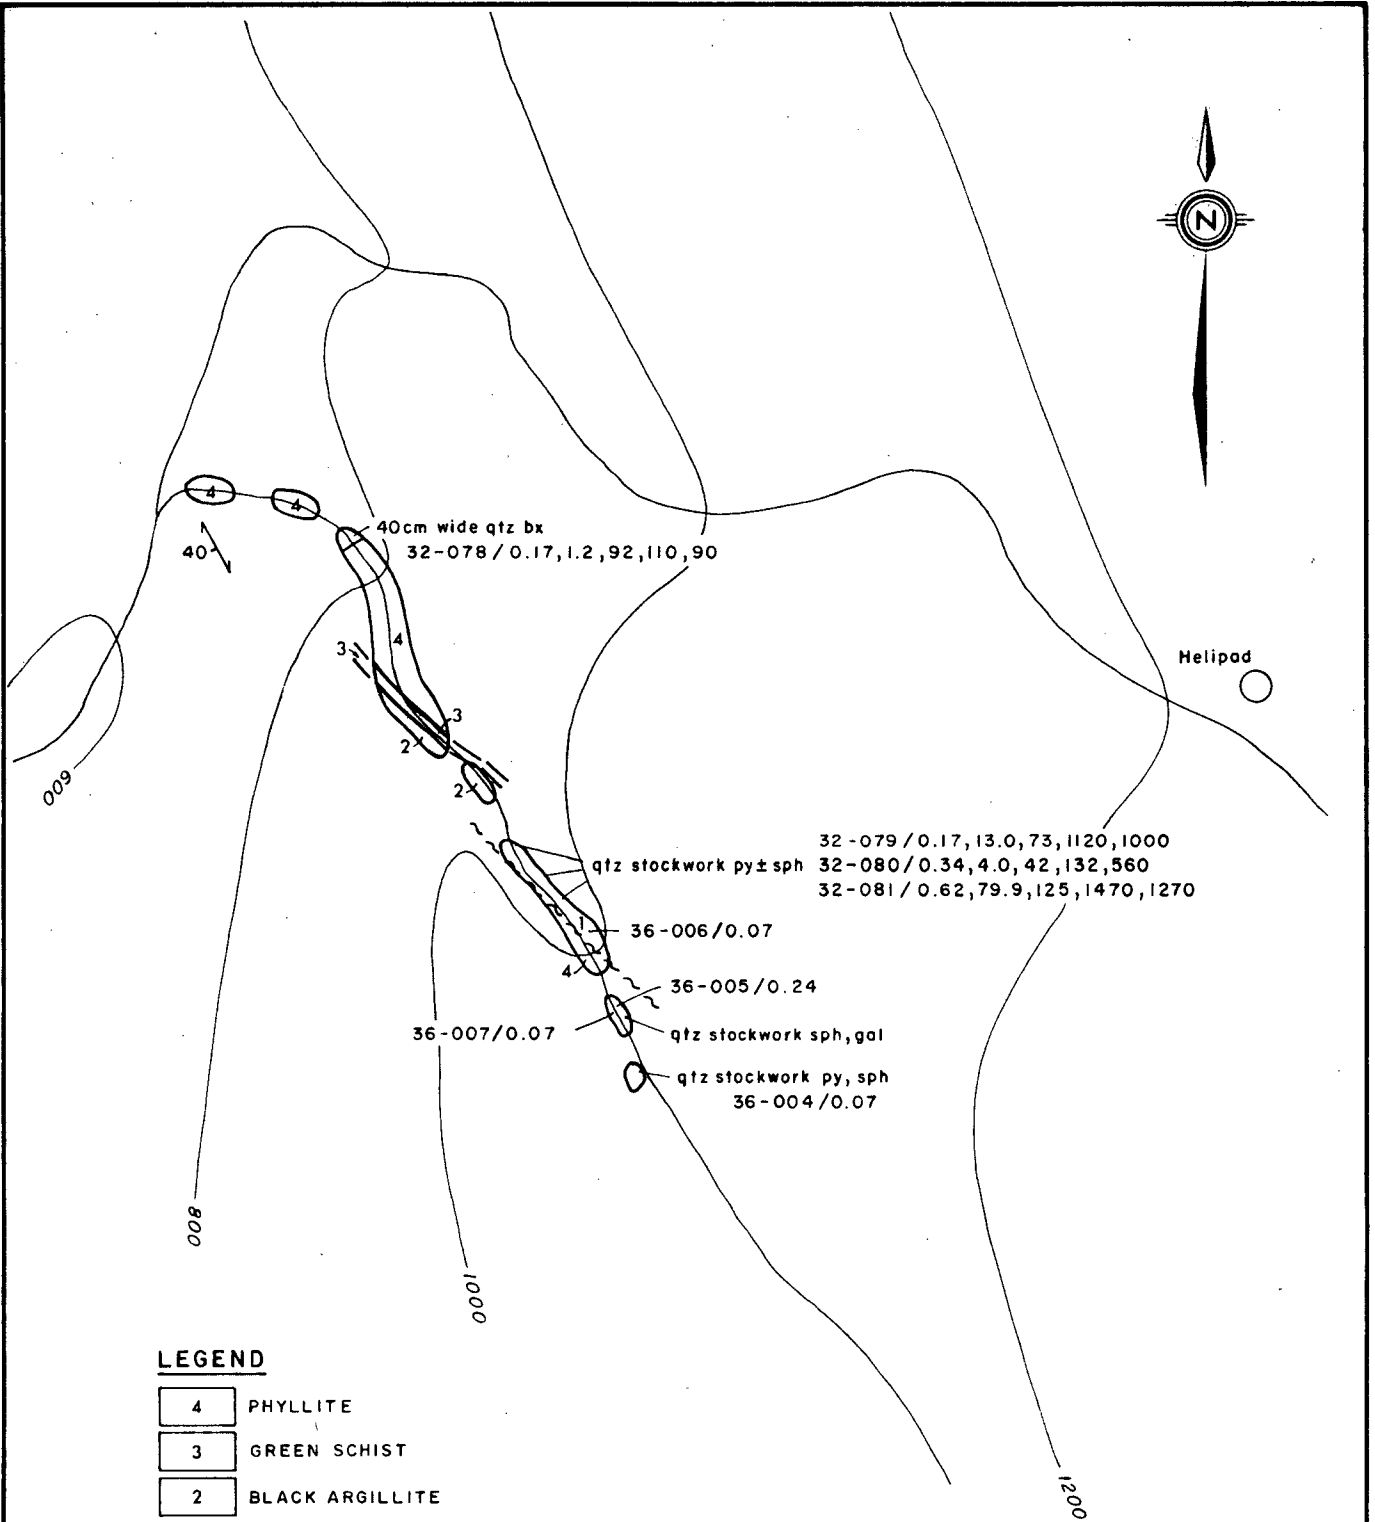 N
4
4
40cm wide qtz bx
32-078/0.17,1.2,92,110,90
40
4
3
Helipad
3
2
600
2
32-079/0.17,13.0,73,1120,1000
qtz stockwork py±sph
32-080/0.34,4.0,42,132,560
32-081/0.62,79.9,125,1470,1270
1
36-006/0.07
4
36-005/0.24
36-007/0.07
qtz stockwork sph,gal
qtz stockwork py, sph
36-004/0.07
800
1000
LEGEND
4 PHYLLITE
3 GREEN SCHIST
2 BLACK ARGILLITE
1200